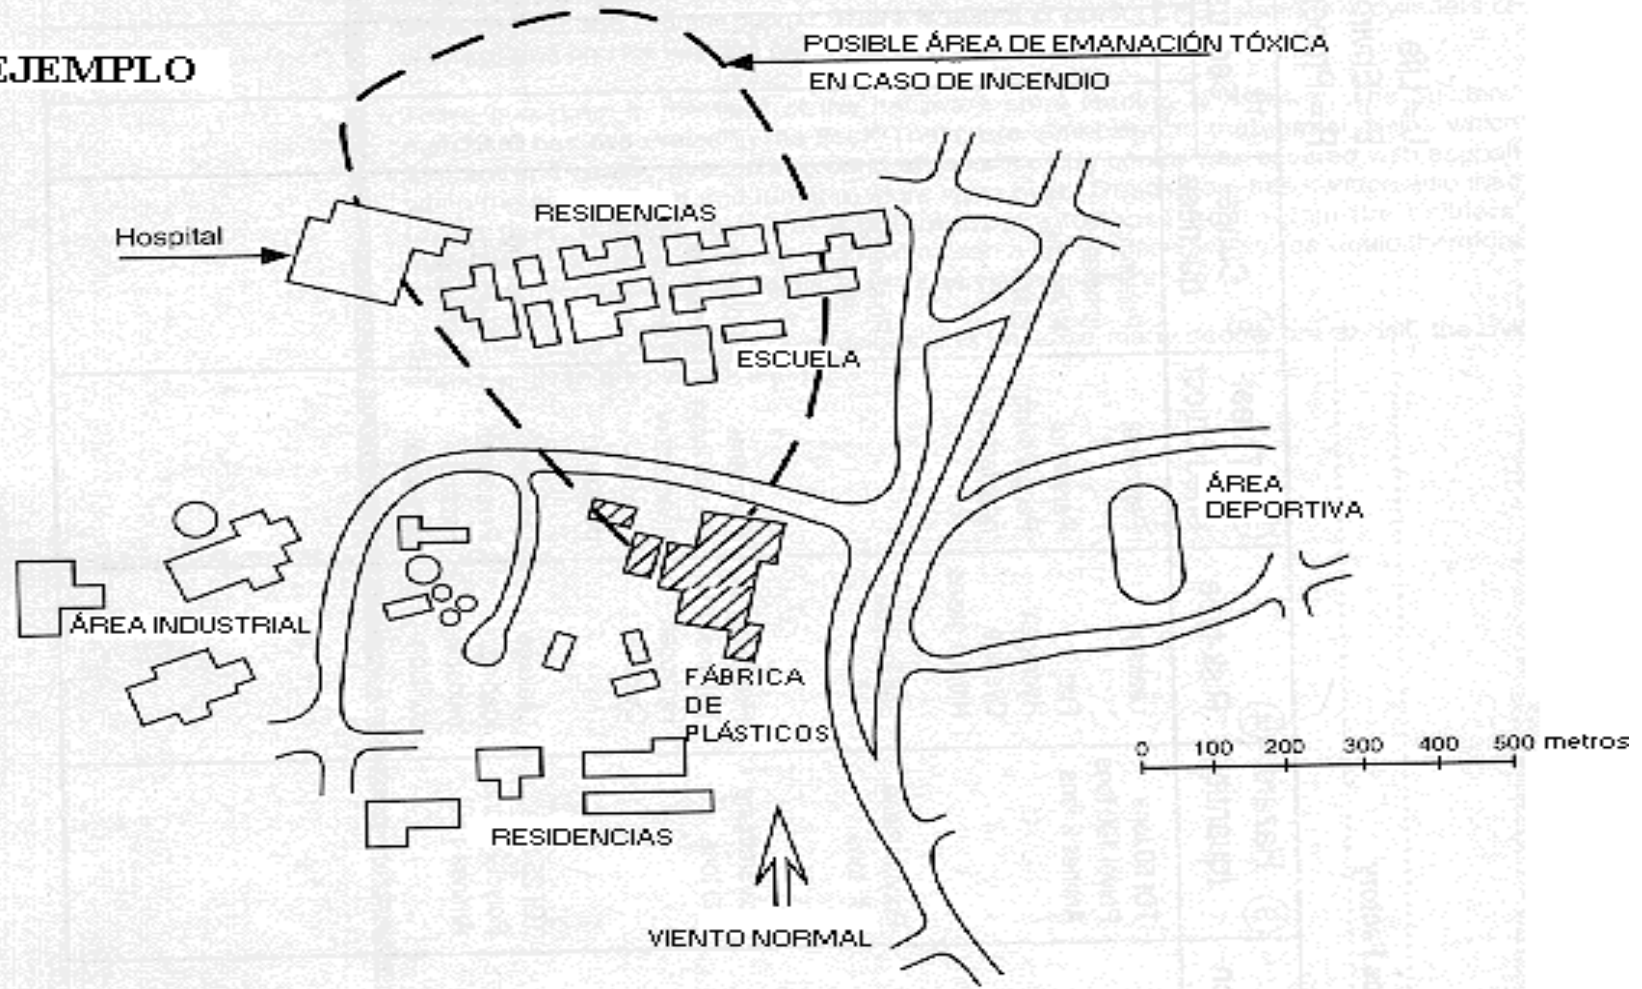 EJEMPLO
POSIBLE ÁREA DE EMANACIÓN TÓXICA
EN CASO DE INCENDIO
Hospital
RESIDENCIAS
ESCUELA
ÁREA
DEPORTIVA
ÁREA INDUSTRIAL
FÁBRICA
DE
PLÁSTICOS
0 100 200 300 400 500 metros
RESIDENCIAS
VIENTO NORMAL